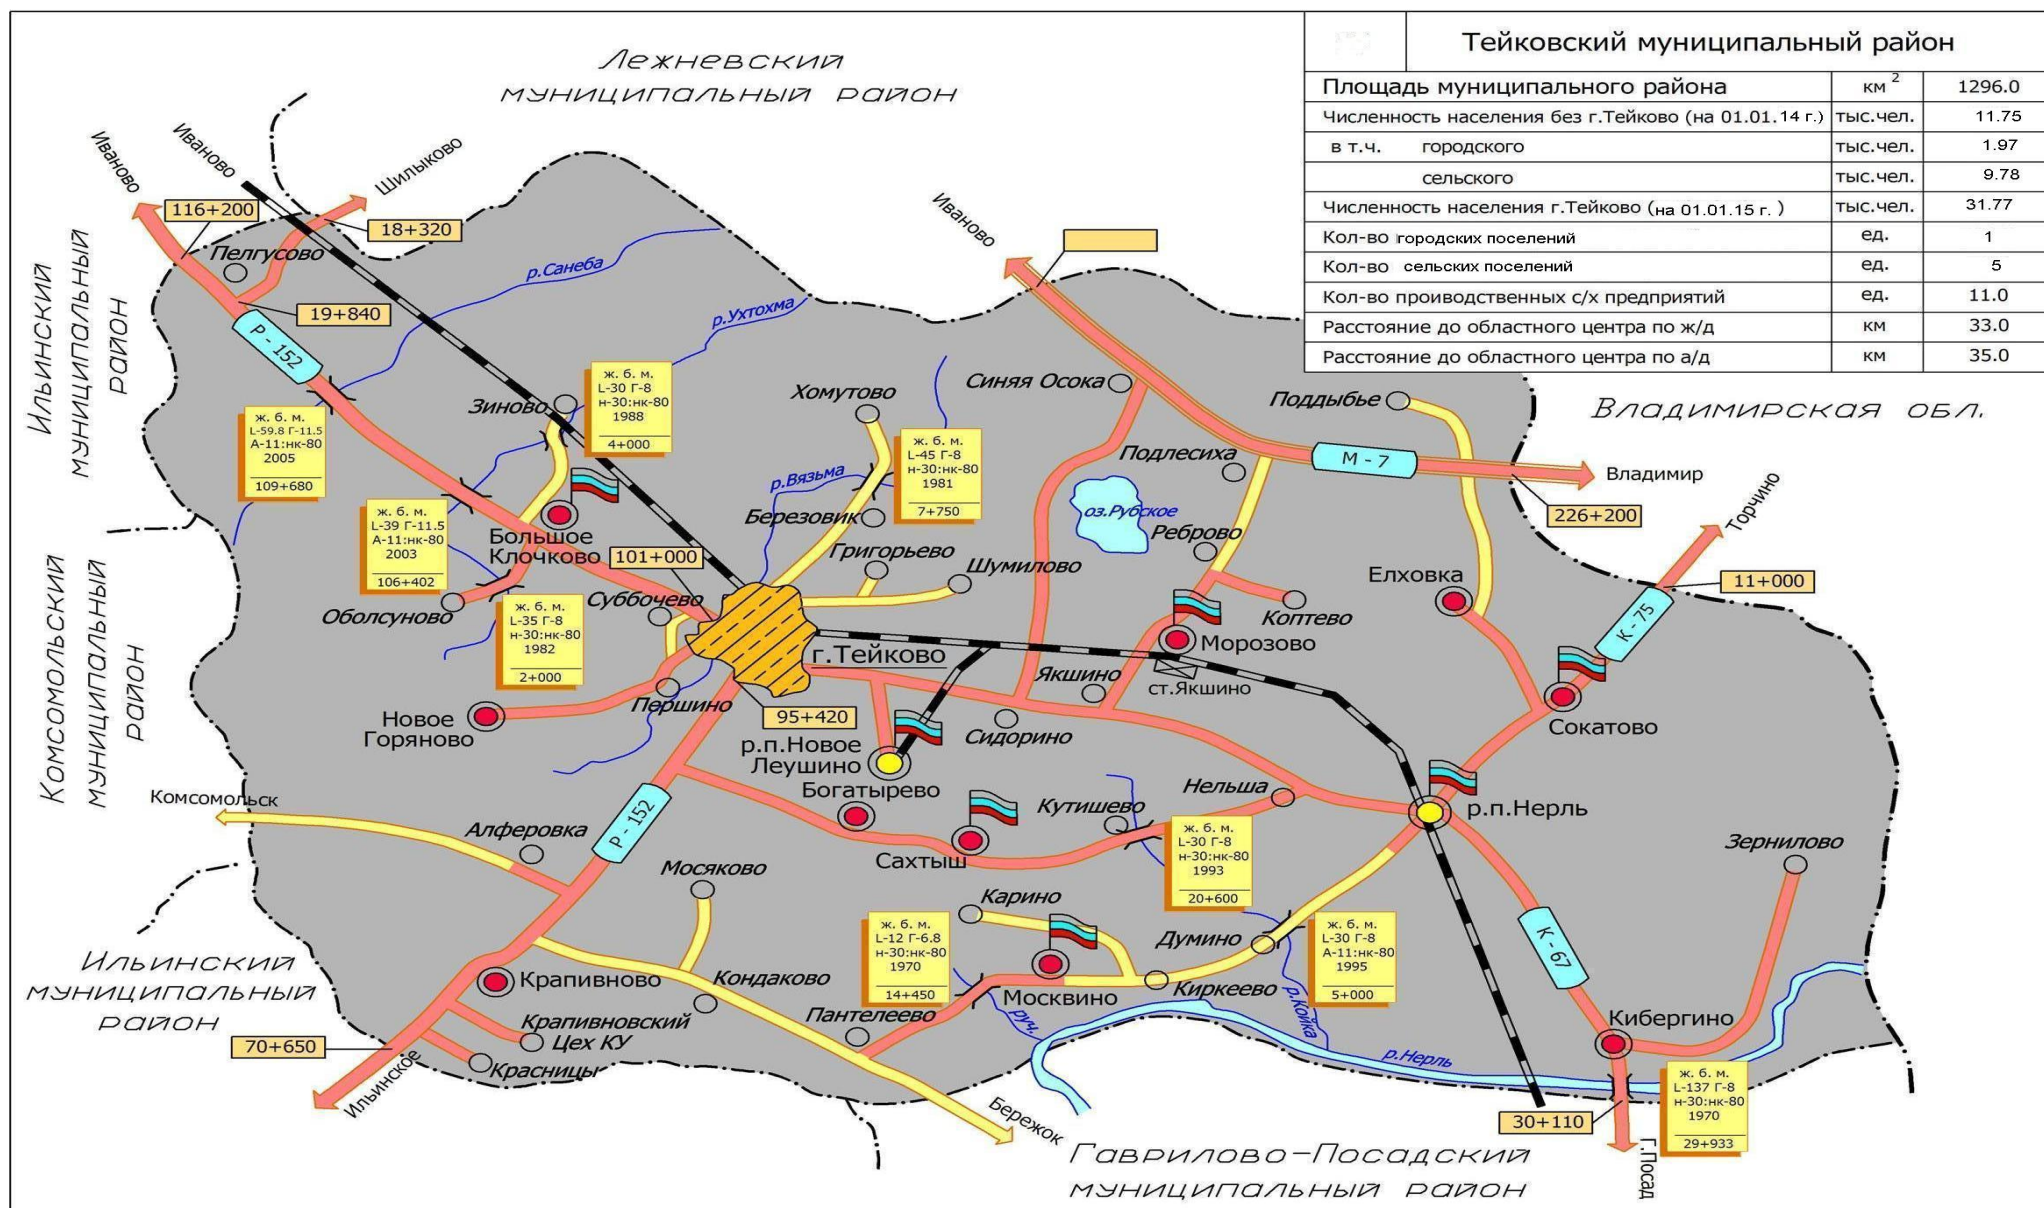 Тейковский муниципальный район
Площадь муниципального района км 2 1296.0
Численность населения без г.Тейково (на 01.01.14 г.) тыс.чел. 11.75
в т.ч. городского тыс.чел. 1.97
сельского тыс.чел. 9.78
Численность населения г.Тейково (на 01.01.15 г. ) тыс.чел. 31.77
Кол-во городских поселений ед. 1
Кол-во сельских поселений ед. 5
Кол-во проиводственных с/х предприятий ед. 11.0
Расстояние до областного центра по ж/д км 33.0
Расстояние до областного центра по а/д км 35.0
Лежневский
муниципальный район
Иваново
Иваново
Шилыково
116+200
18+320
Пелгусово
19+840
Р - 152
р.Санеба
р.Ухтохма
Иваново
Ильинский
муниципальный
район
Владимирская обл.
ж. б. м.
L-59.8 Г-11.5
А-11:нк-80
2005
109+680
Зиново
ж. б. м.
L-30 Г-8
н-30:нк-80
1988
4+000
Хомутово
ж. б. м.
L-45 Г-8
н-30:нк-80
1981
7+750
р.Вязьма
Березовик
Синяя Осока
Поддыбье
Подлесиха
М - 7
Владимир
226+200
Торчино
11+000
К - 75
ж. б. м.
L-39 Г-11.5
А-11:нк-80
2003
106+402
Большое
Клочково
101+000
Григорьево
Шумилово
оз.Рубское
Реброво
Елховка
Коптево
Морозово
Оболсуново
Суббочево
ж. б. м.
L-35 Г-8
н-30:нк-80
1982
2+000
г.Тейково
Якшино
ст.Якшино
Сокатово
Комсомольский
муниципальный
район
Новое
Горяново
Першино
95+420
Сидорино
р.п.Новое
Леушино
Богатырево
Кутишево
Нельша
р.п.Нерль
Комсомольск
Алферовка
Р - 152
Сахтыш
ж. б. м.
L-30 Г-8
н-30:нк-80
1993
20+600
Зернилово
Мосяково
Карино
ж. б. м.
L-12 Г-6.8
н-30:нк-80
1970
14+450
Думино
ж. б. м.
L-30 Г-8
А-11:нк-80
1995
5+000
К - 67
Ильинский
муниципальный
район
Крапивново
Кондаково
Москвино
Киркеево
р.Койка
Пантелеево
руч.
Крапивновский
Цех КУ
Красницы
70+650
Ильинское
Кибергино
р.Нерль
ж. б. м.
L-137 Г-8
н-30:нк-80
1970
29+933
30+110
Бережок
Г.Посад
Гаврилово-Посадский
муниципальный район